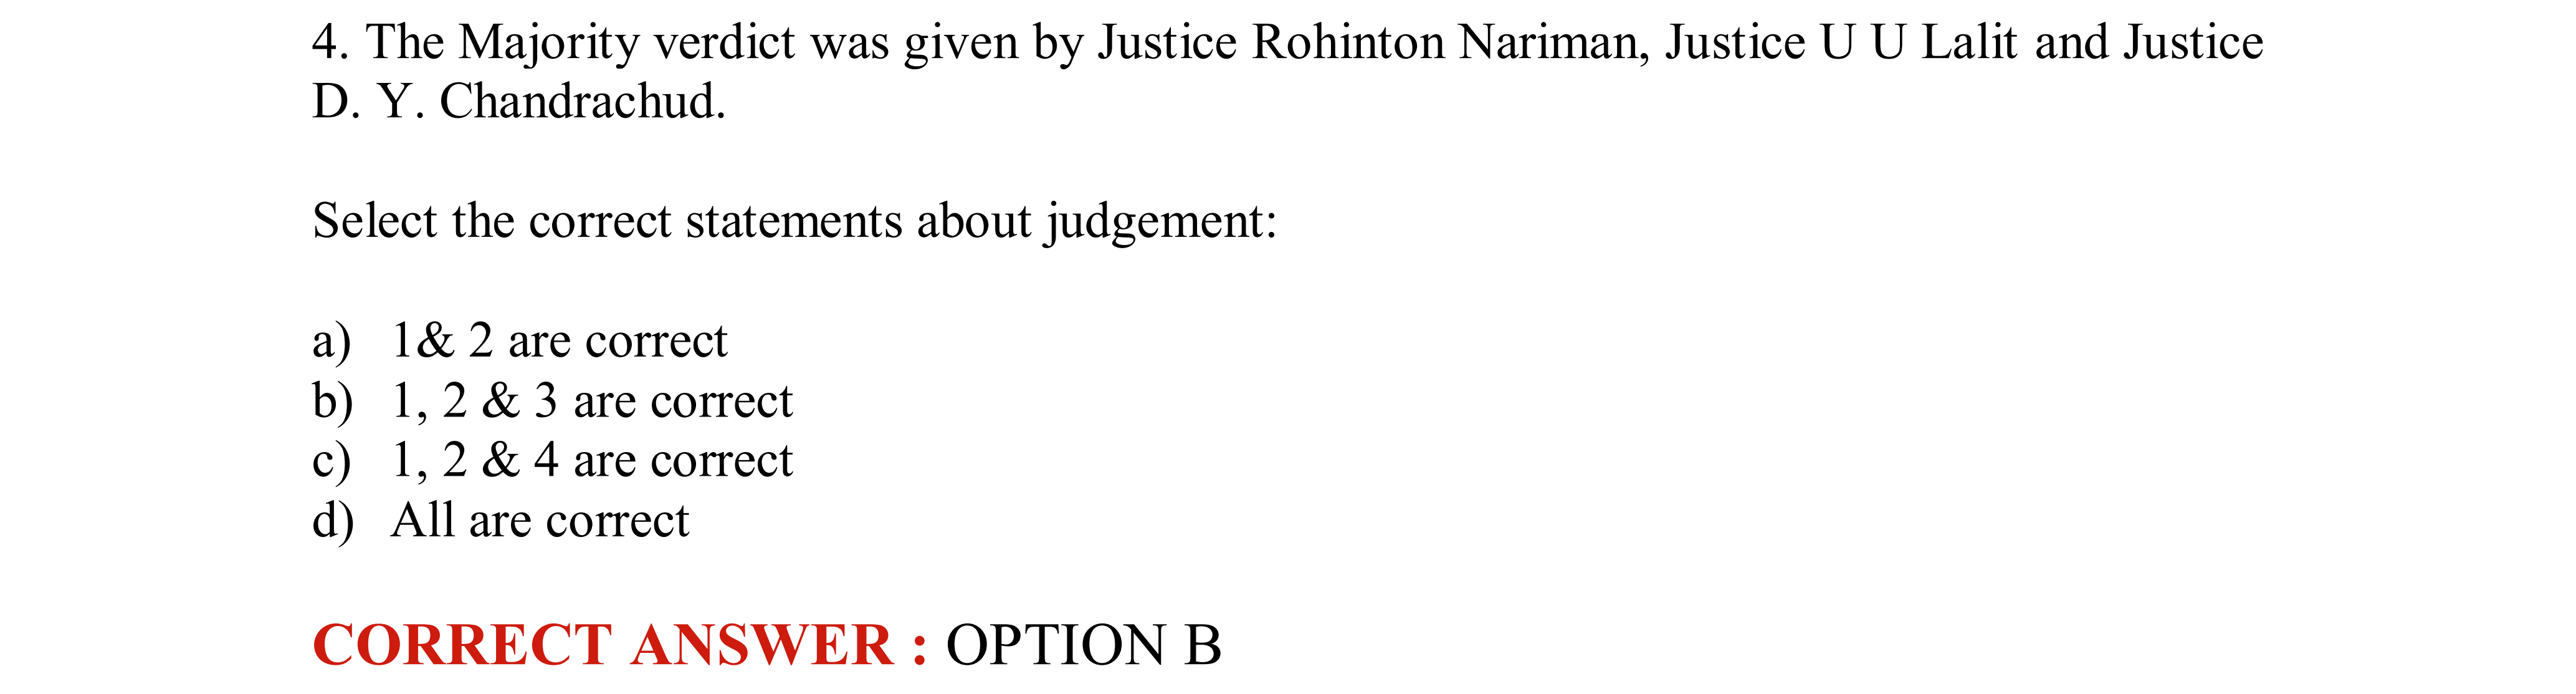 4. The Majority verdict was given by Justice Rohinton Nariman, Justice U U Lalit and Justice
D. Y. Chandrachud.
Select the correct statements about judgement:
a) 1& 2 are correct
b) 1, 2 & 3 are correct
c) 1, 2 & 4 are correct
d) All are correct
CORRECT ANSWER : OPTION B